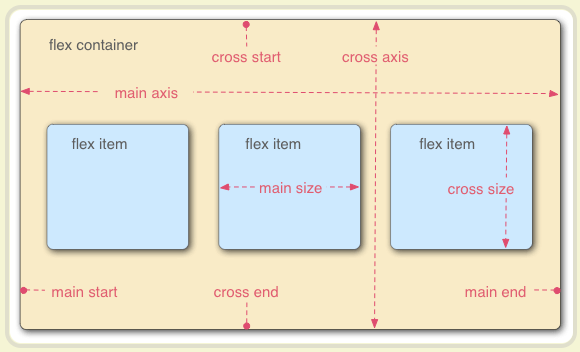 flex container
cross start
cross axis
main axis
flex item
flex item
flex item
main size
cross size
main start
cross end
main end